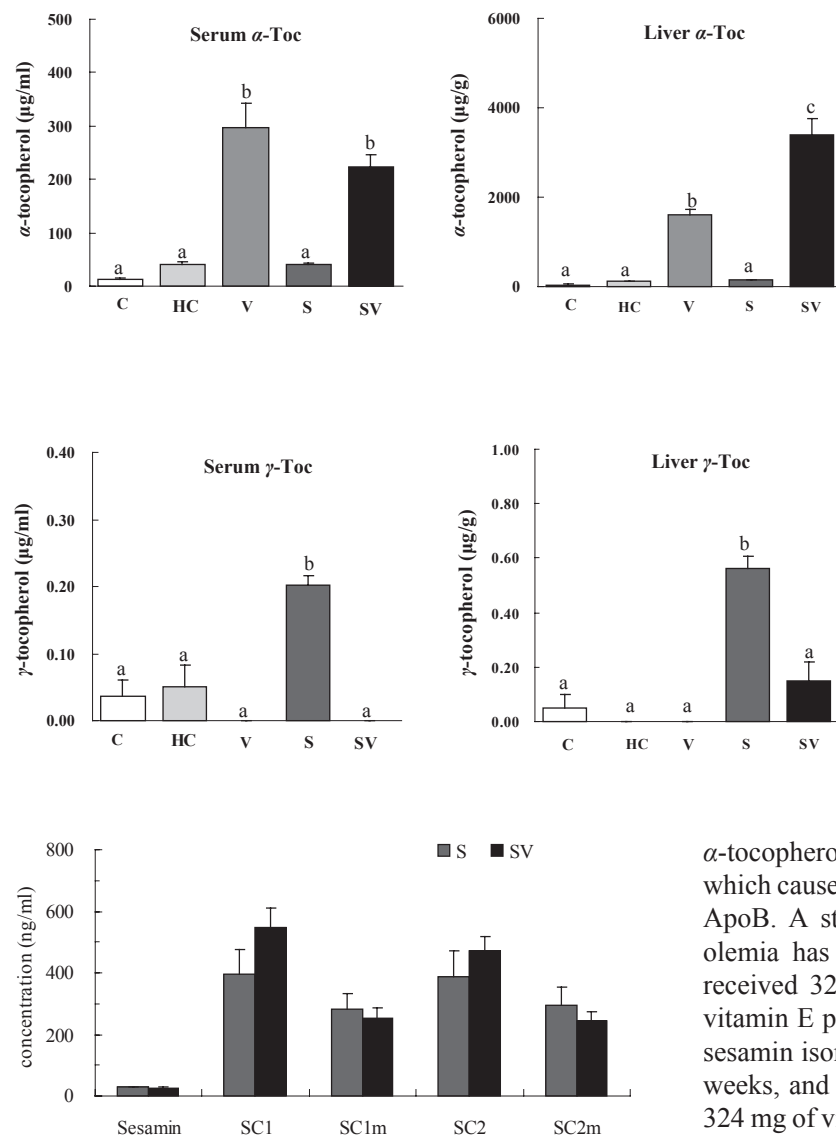 Serum α-Toc
α-tocopherol (µg/ml)
500
400
300
200
100
0
a
a
b
a
b
C HC V S SV
Liver α-Toc
α-tocopherol (µg/g)
6000
4000
2000
0
a
a
b
a
c
C HC V S SV
Serum γ-Toc
γ-tocopherol (µg/ml)
0.40
0.30
0.20
0.10
0.00
a
a
a
b
a
C HC V S SV
Liver γ-Toc
γ-tocopherol (µg/g)
1.00
0.80
0.60
0.40
0.20
0.00
a
a
a
b
a
C HC V S SV
concentration (ng/ml)
800
600
400
200
0
S SV
Sesamin SC1 SC1m SC2 SC2m
α-tocophero
which cause
ApoB. A st
olemia has
received 32
vitamin E p
sesamin iso
weeks, and
324 mg of v